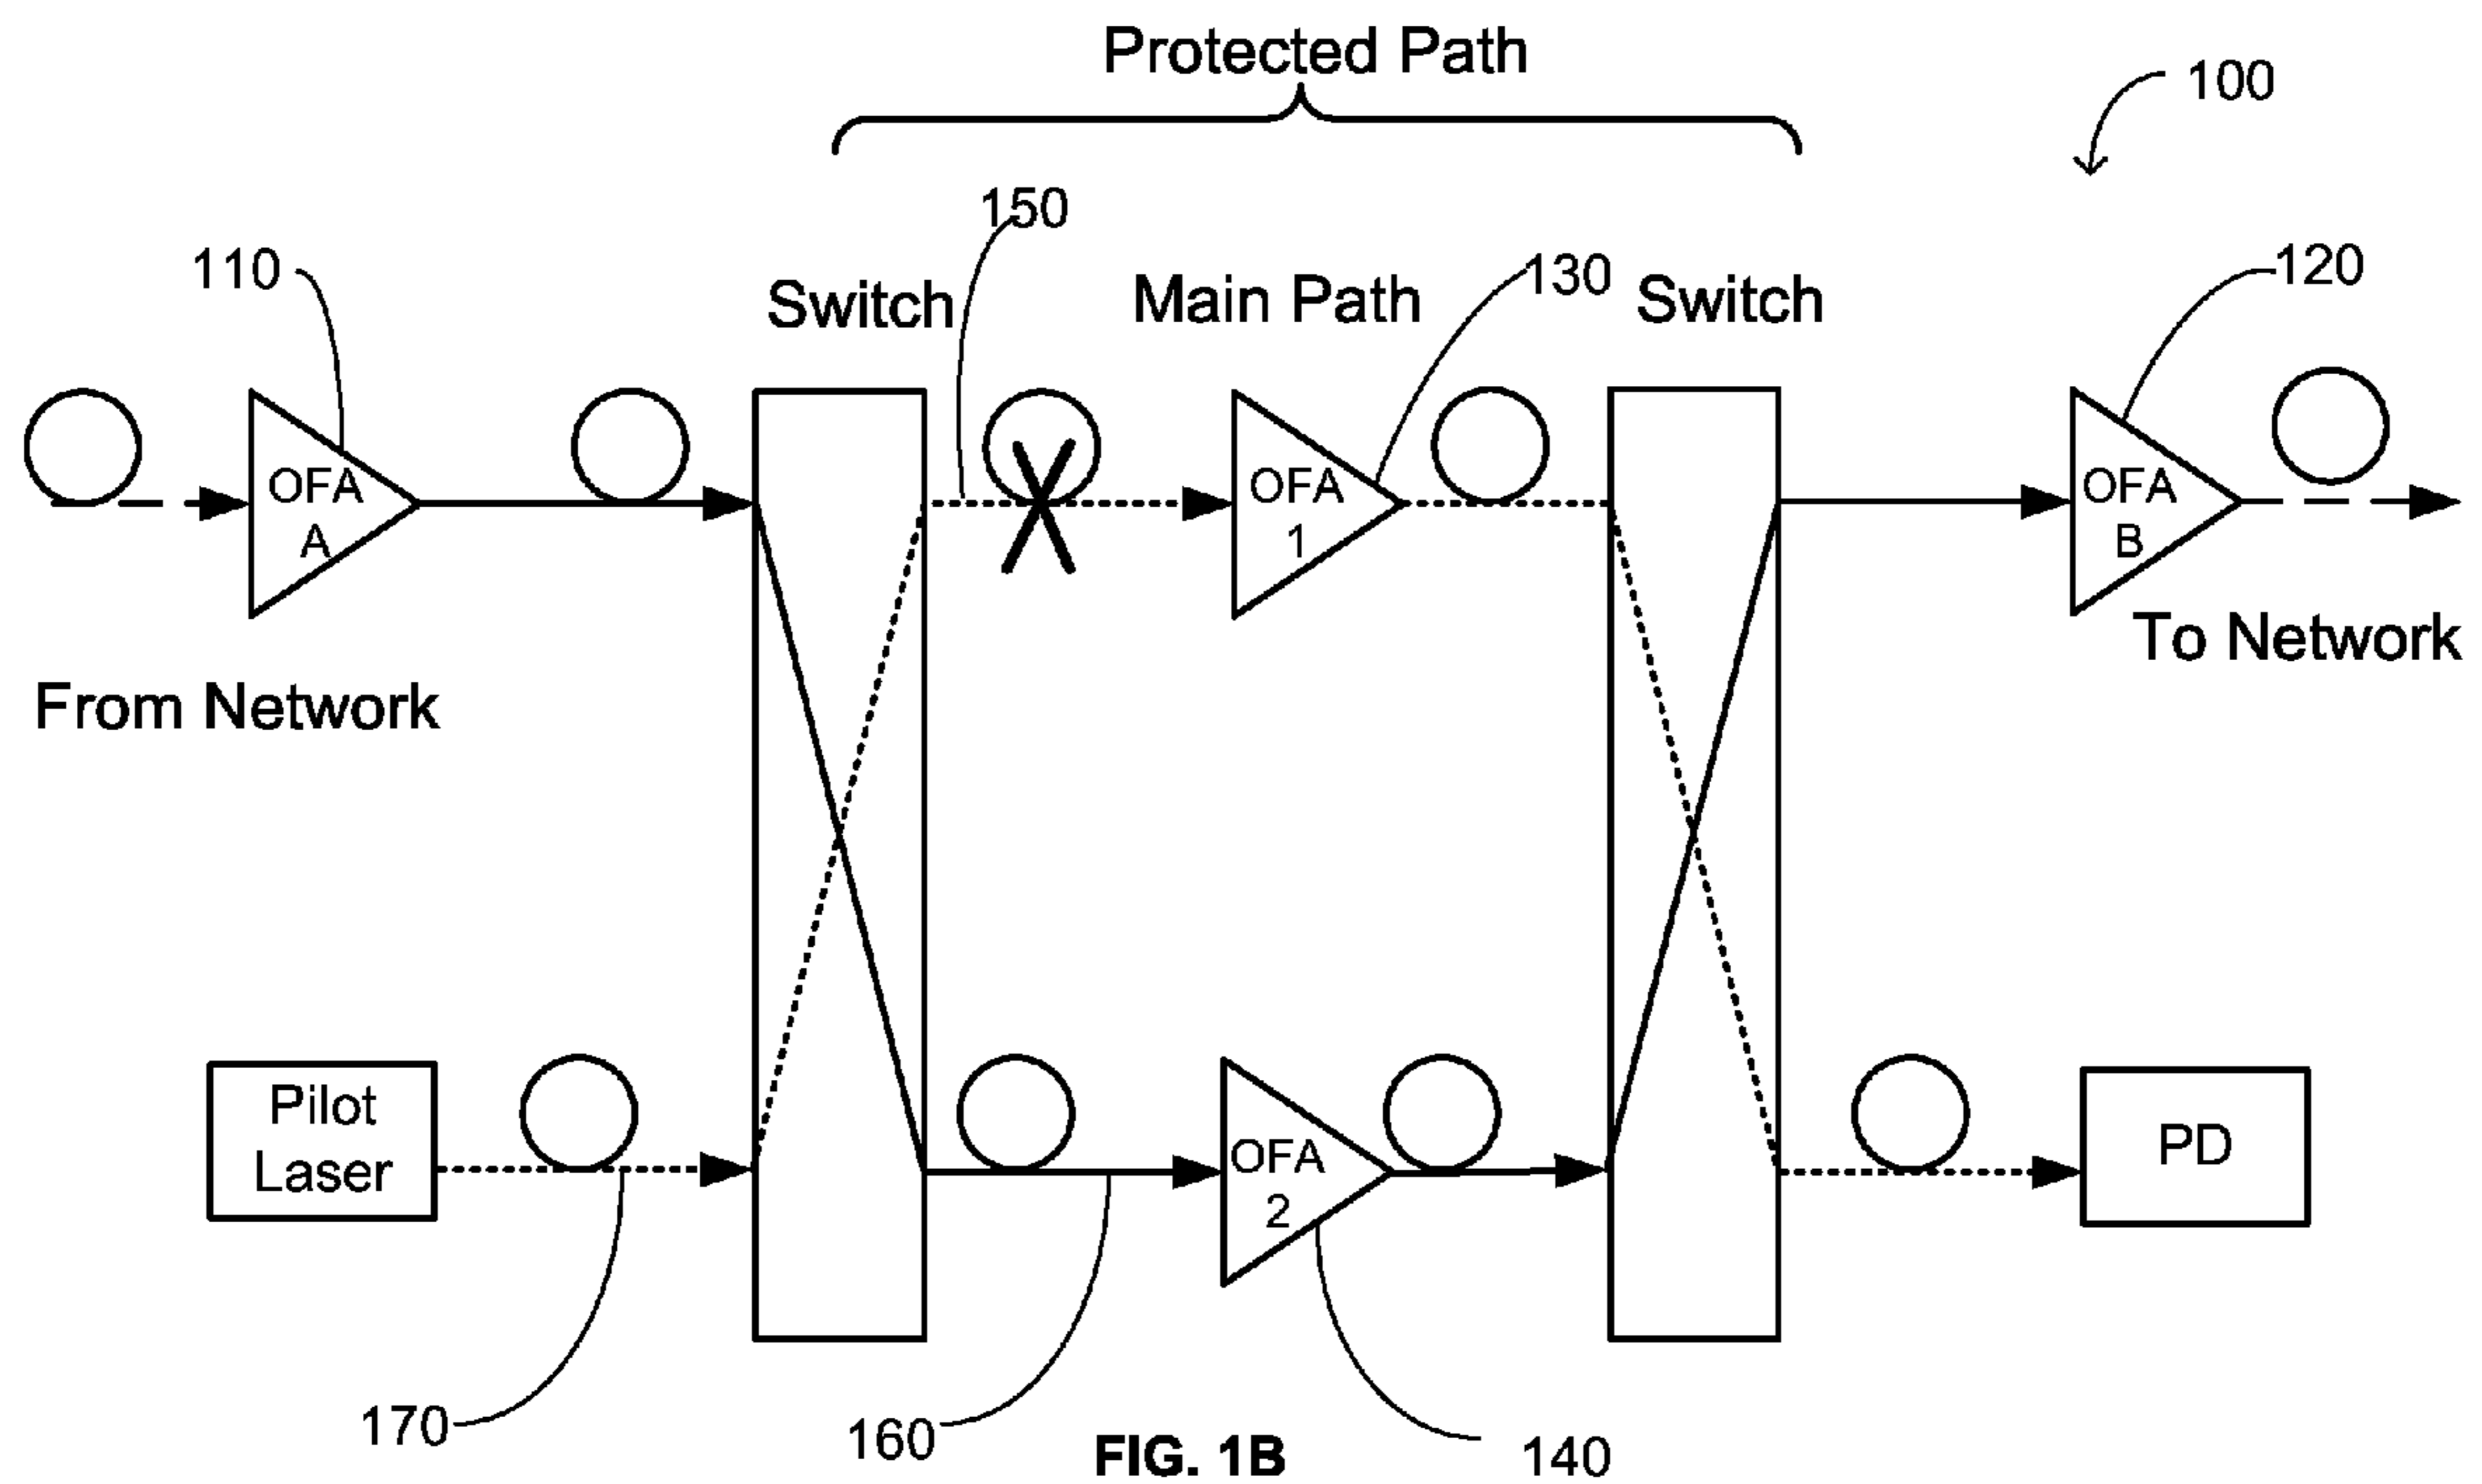 Protected Path
100
150
110
Switch
Main Path
130
Switch
120
OFA
A
OFA
1
OFA
B
To Network
From Network
Pilot
Laser
OFA
2
PD
170
160
FIG. 1B
140